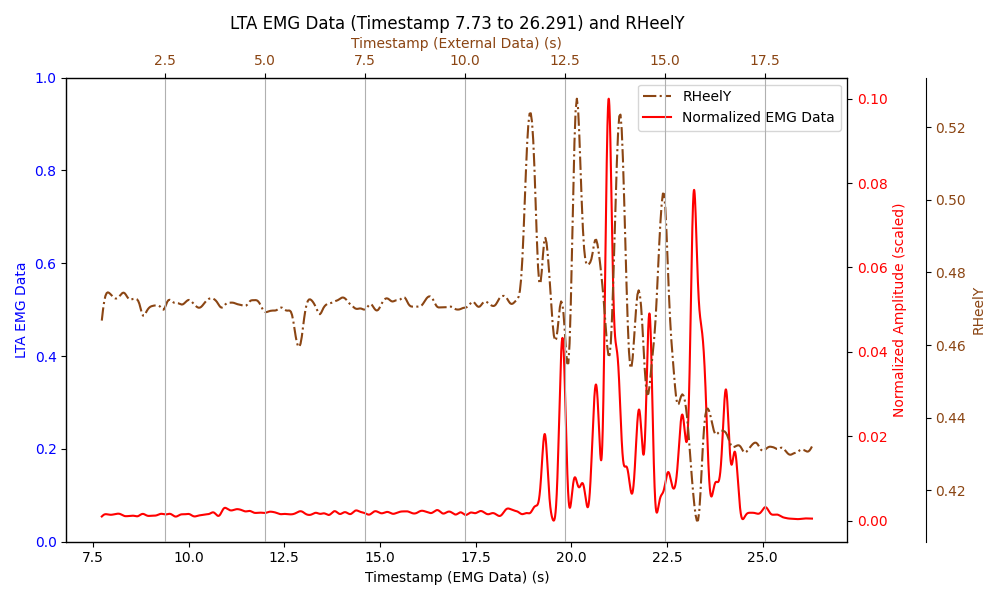 LTA EMG Data (Timestamp 7.73 to 26.291) and RHeelY
Timestamp (External Data) (s)
2.5 5.0 7.5 10.0 12.5 15.0 17.5
RHeelY
Normalized EMG Data
1.0
0.8
0.6
0.4
0.2
0.0
LTA EMG Data
0.10
0.08
0.06
0.04
0.02
0.00
Normalized Amplitude (scaled)
0.52
0.50
0.48
0.46
0.44
0.42
RHeelY
7.5 10.0 12.5 15.0 17.5 20.0 22.5 25.0
Timestamp (EMG Data) (s)